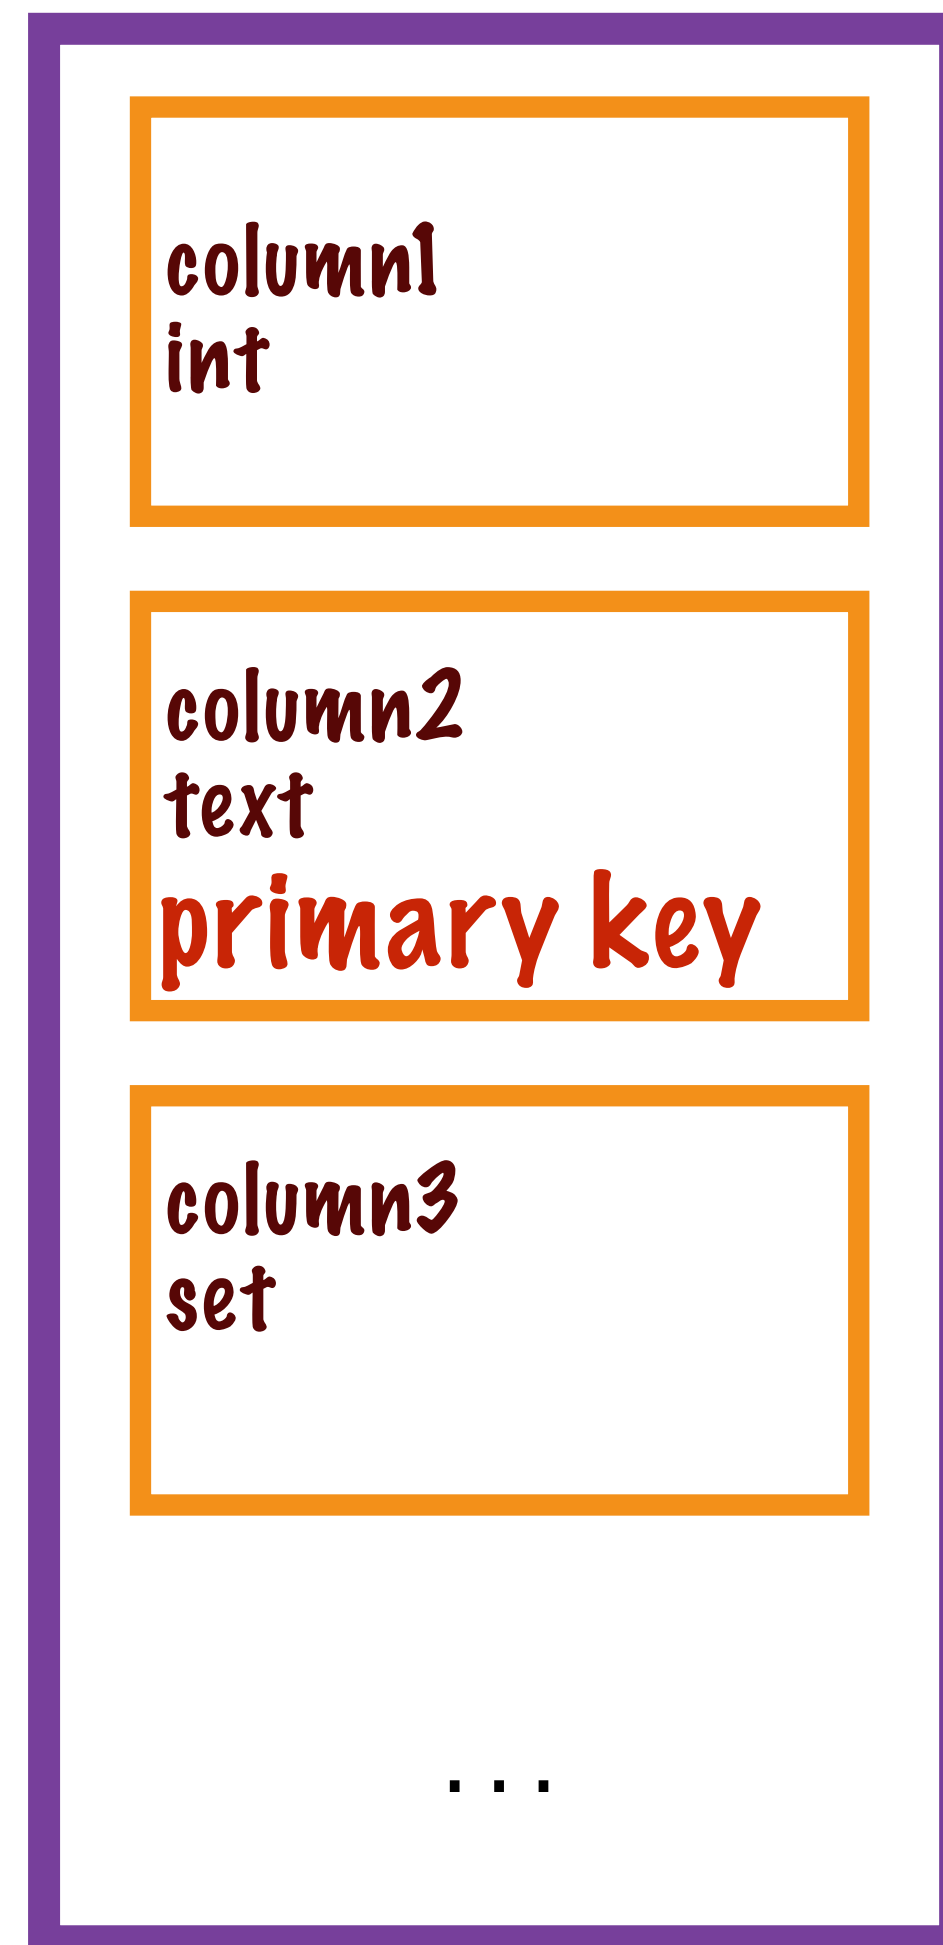 column1
int
column2
text
primary key
column3
set
. . .